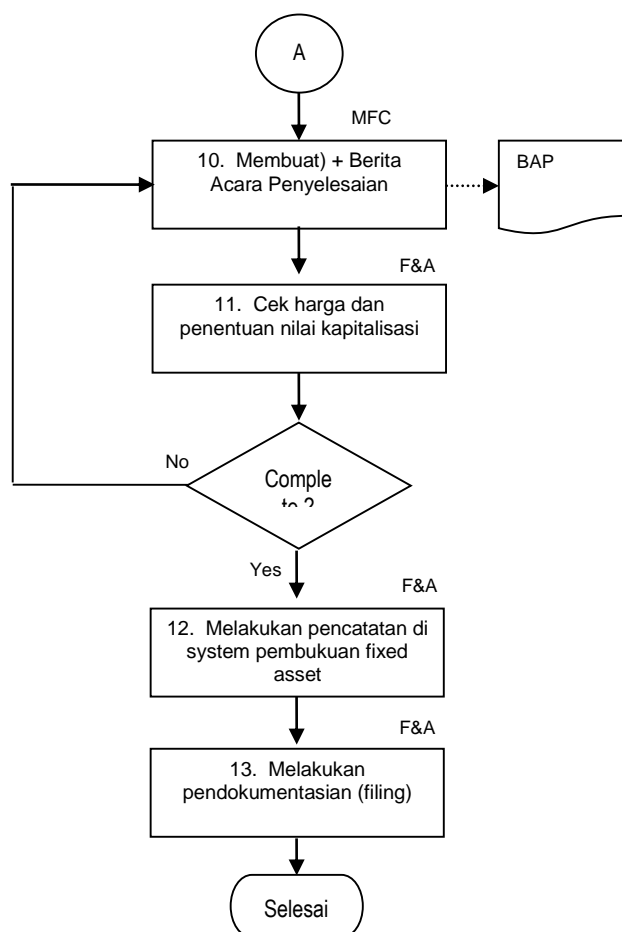 A
MFC
10. Membuat) + Berita
Acara Penyelesaian
BAP
F&A
11. Cek harga dan
penentuan nilai kapitalisasi
No
Comple
Yes
F&A
12. Melakukan pencatatan di
system pembukuan fixed
asset
F&A
13. Melakukan
pendokumentasian (filing)
Selesai